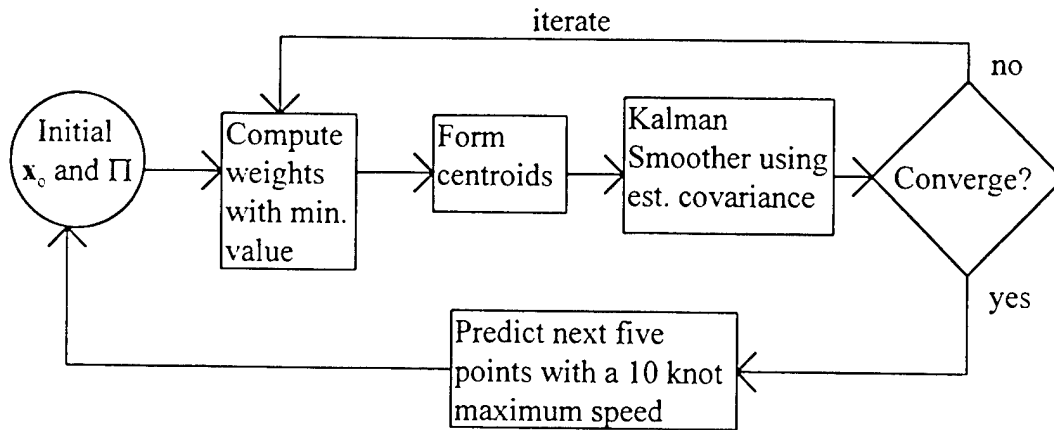 iterate
no
Initial
x₀ and Π
Compute
weights
with min.
value
Form
centroids
Kalman
Smoother using
est. covariance
Converge?
yes
Predict next five
points with a 10 knot
maximum speed